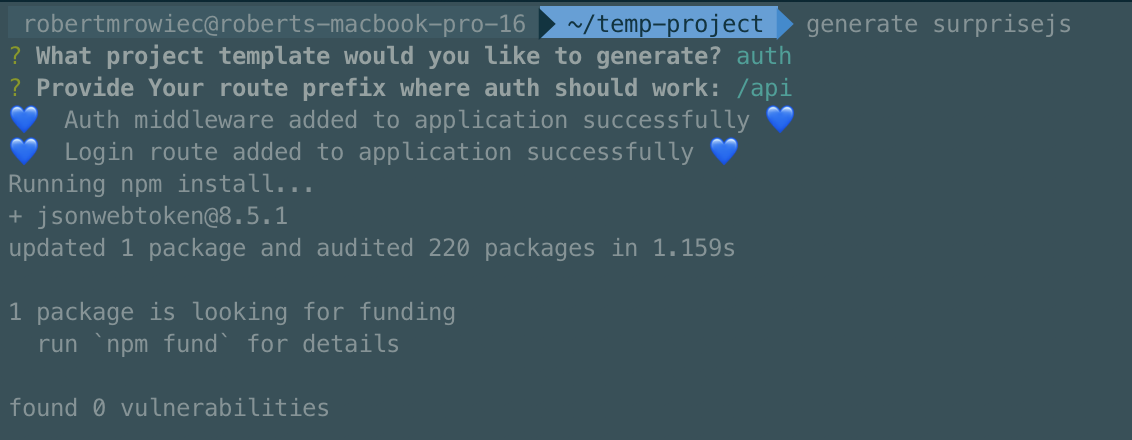 robertmrowiec@roberts-macbook-pro-16 ~/temp-project generate surprisejs
? What project template would you like to generate? auth
? Provide Your route prefix where auth should work: /api
💙 Auth middleware added to application successfully 💙
💙 Login route added to application successfully 💙
Running npm install...
+ jsonwebtoken@8.5.1
updated 1 package and audited 220 packages in 1.159s
1 package is looking for funding
run `npm fund` for details
found 0 vulnerabilities